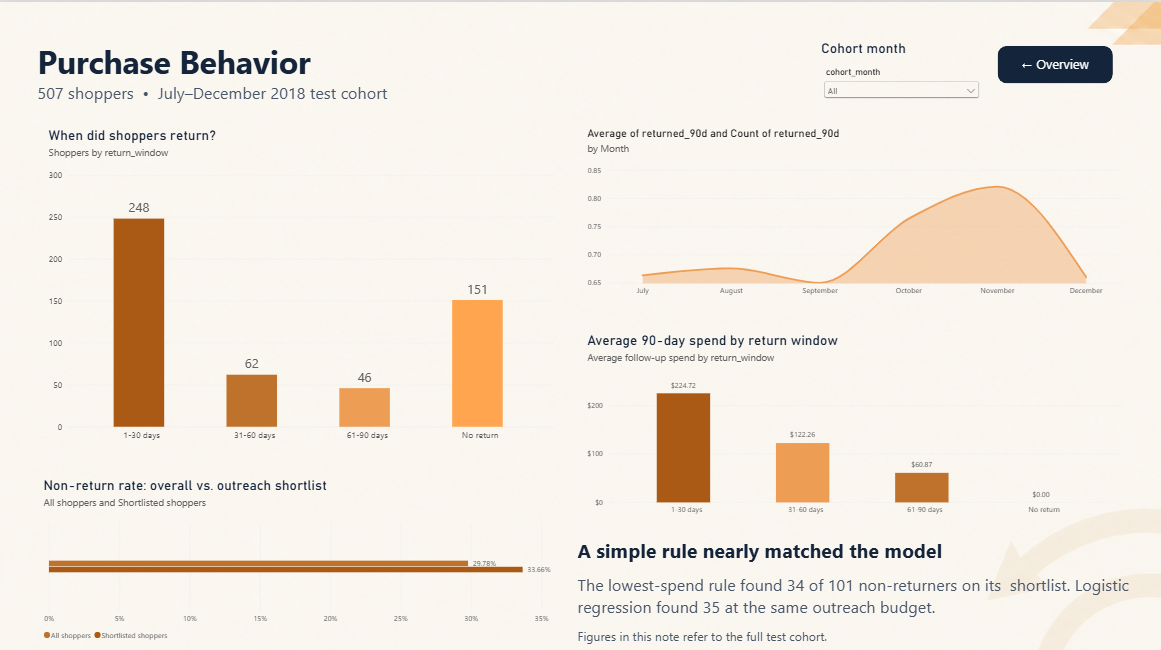 Purchase Behavior
507 shoppers • July–December 2018 test cohort
Cohort month
cohort_month
All
← Overview
When did shoppers return?
Shoppers by return_window
300
250
200
150
100
50
0
248
62
46
151
1-30 days
31-60 days
61-90 days
No return
Average of returned_90d and Count of returned_90d
by Month
0.85
0.80
0.75
0.70
0.65
July
August
September
October
November
December
Average 90-day spend by return window
Average follow-up spend by return_window
$200
$100
$0
$224.72
$122.26
$60.87
$0.00
1-30 days
31-60 days
61-90 days
No return
Non-return rate: overall vs. outreach shortlist
All shoppers and Shortlisted shoppers
29.78%
33.66%
0%
5%
10%
15%
20%
25%
30%
35%
All shoppers
Shortlisted shoppers
A simple rule nearly matched the model
The lowest-spend rule found 34 of 101 non-returners on its shortlist. Logistic
regression found 35 at the same outreach budget.
Figures in this note refer to the full test cohort.